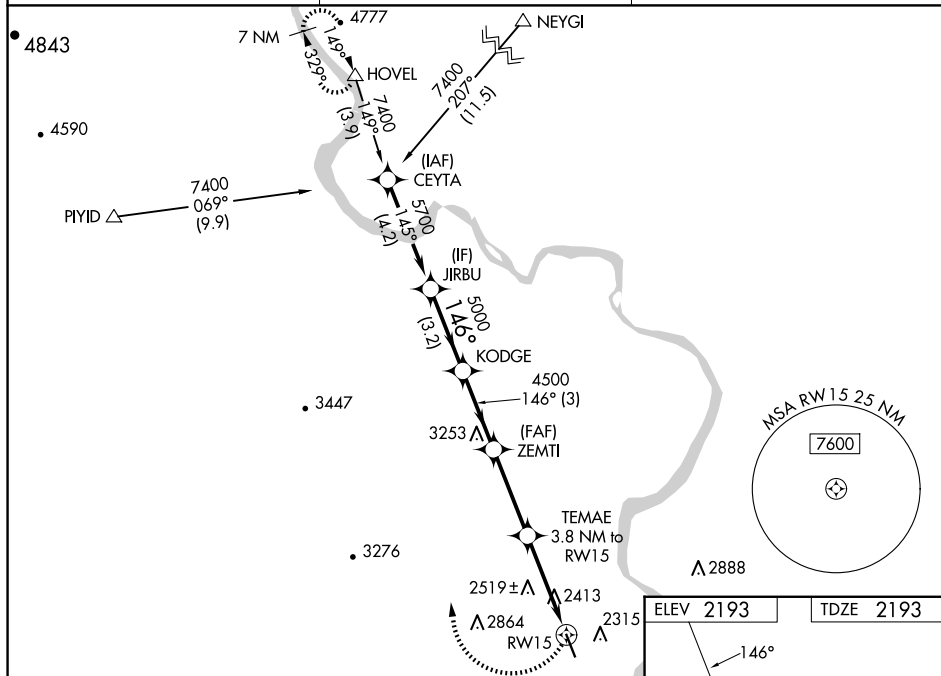 4843
7 NM
4777
149°
329°
HOVEL
NEYGI
7400
207°
(11.5)
7400
149°
(3.9)
4590
(IAF)
CEYTA
7400
069°
(9.9)
PIYID
5700
145°
(4.2)
(IF)
JIRBU
5000
146°
(3.2)
KODGE
4500
146° (3)
3447
3253
(FAF)
ZEMTI
MSA RW15 25 NM
7600
TEMAE
3.8 NM to
RW15
3276
2888
2519±
2413
2864
RW15
2315
ELEV 2193
TDZE 2193
146°